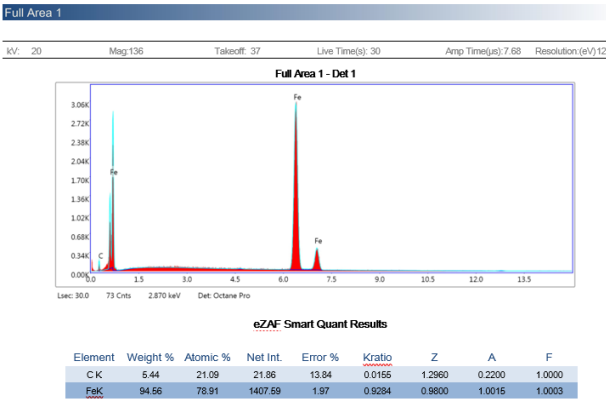 Full Area 1
kV: 20 Mag:136 Takeoff: 37 Live Time(s): 30 Amp Time(µs):7.68 Resolution:(eV)12
Full Area 1 - Det 1
3.06K
2.72K
2.38K
2.04K
1.70K
1.36K
1.02K
0.68K
0.34K
0.00K
Fe
Fe
C
Fe
0.0 1.5 3.0 4.5 6.0 7.5 9.0 10.5 12.0 13.5
Lsec: 30.0 73 Cnts 2.870 keV Det: Octane Pro
eZAF Smart Quant Results
Element Weight % Atomic % Net Int. Error % Kratio Z A F
C K 5.44 21.09 21.86 13.84 0.0155 1.2960 0.2200 1.0000
FeK 94.56 78.91 1407.59 1.97 0.9284 0.9800 1.0015 1.0003